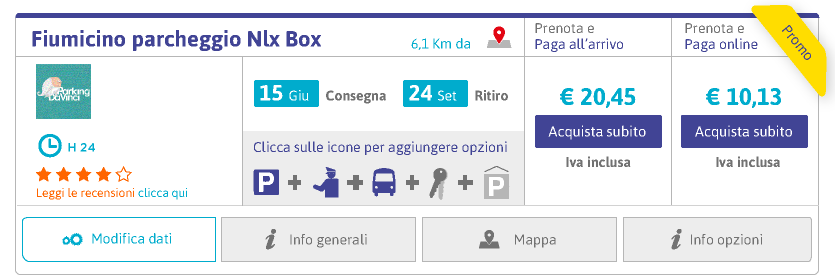 Fiumicino parcheggio Nlx Box
6,1 Km da
Prenota e
Paga all'arrivo
Prenota e
Paga online
Promo
Parking
DaVinci
H 24
Leggi le recensioni clicca qui
15 Giu Consegna 24 Set Ritiro
Clicca sulle icone per aggiungere opzioni
P + + + + P
€ 20,45
Acquista subito
Iva inclusa
€ 10,13
Acquista subito
Iva inclusa
Modifica dati
i Info generali
Mappa
i Info opzioni